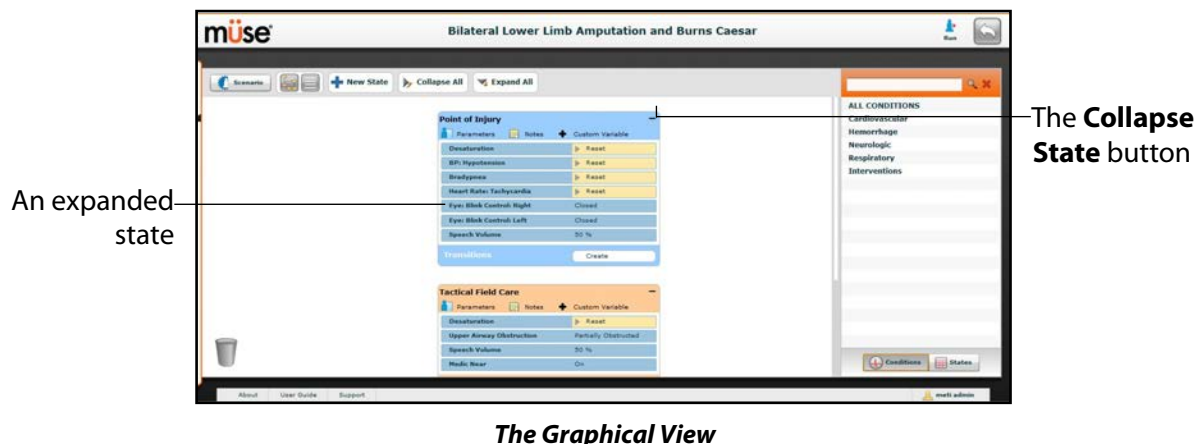 müse
Bilateral Lower Limb Amputation and Burns Caesar
Run
Scenario
New State
Collapse All
Expand All
Point of Injury
Parameters Notes Custom Variable
Desaturation Reset
BP: Hypotension Reset
Bradypnea Reset
Heart Rate: Tachycardia Reset
Eye: Blink Control: Right Closed
Eye: Blink Control: Left Closed
Speech Volume 50 %
Transitions Create
Tactical Field Care
Parameters Notes Custom Variable
Desaturation Reset
Upper Airway Obstruction Partially Obstructed
Speech Volume 50 %
Medic Near On
ALL CONDITIONS
Cardiovascular
Hemorrhage
Neurologic
Respiratory
Interventions
Conditions States
About User Guide Support
meti admin
An expanded
state
The Collapse
State button
The Graphical View